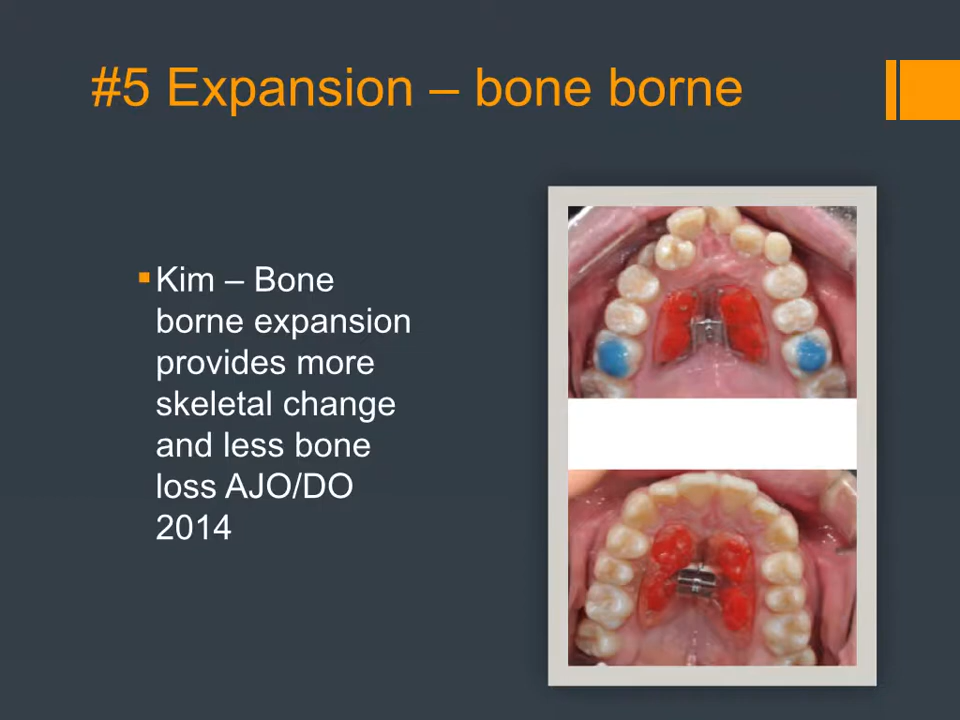 #5 Expansion – bone borne
Kim – Bone
borne expansion
provides more
skeletal change
and less bone
loss AJO/DO
2014